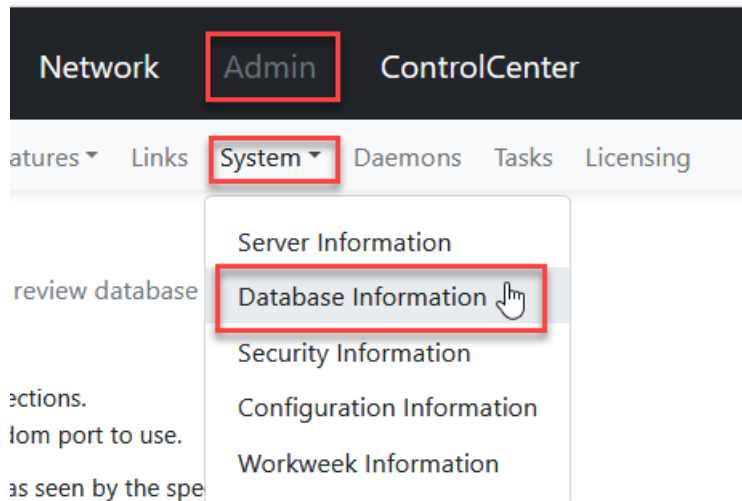 Network Admin ControlCenter
atures Links System Daemons Tasks Licensing
Server Information
review database Database Information
Security Information
ections. Configuration Information
dom port to use.
Workweek Information
as seen by the spe